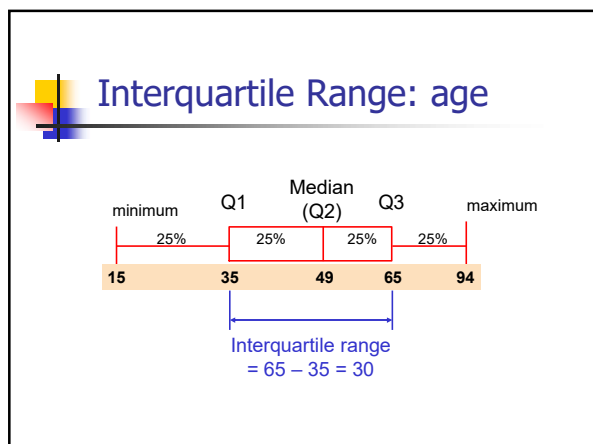 Interquartile Range: age
minimum Q1 Median (Q2) Q3 maximum
25% 25% 25% 25%
15 35 49 65 94
Interquartile range
= 65 – 35 = 30